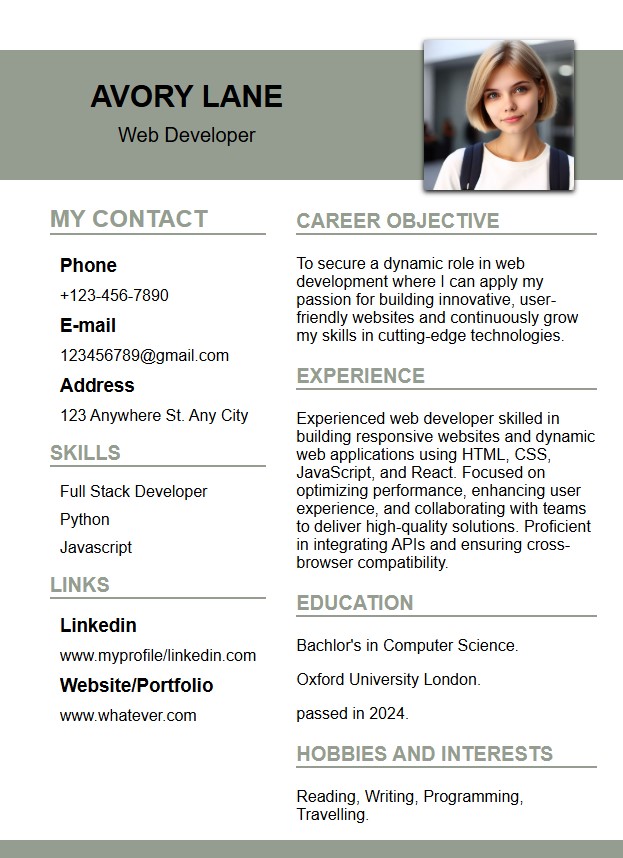 AVORY LANE
Web Developer
MY CONTACT
Phone
+123-456-7890
E-mail
123456789@gmail.com
Address
123 Anywhere St. Any City
SKILLS
Full Stack Developer
Python
Javascript
LINKS
Linkedin
www.myprofile/linkedin.com
Website/Portfolio
www.whatever.com
CAREER OBJECTIVE
To secure a dynamic role in web
development where I can apply my
passion for building innovative, user-
friendly websites and continuously grow
my skills in cutting-edge technologies.
EXPERIENCE
Experienced web developer skilled in
building responsive websites and dynamic
web applications using HTML, CSS,
JavaScript, and React. Focused on
optimizing performance, enhancing user
experience, and collaborating with teams
to deliver high-quality solutions. Proficient
in integrating APIs and ensuring cross-
browser compatibility.
EDUCATION
Bachlor's in Computer Science.
Oxford University London.
passed in 2024.
HOBBIES AND INTERESTS
Reading, Writing, Programming,
Travelling.